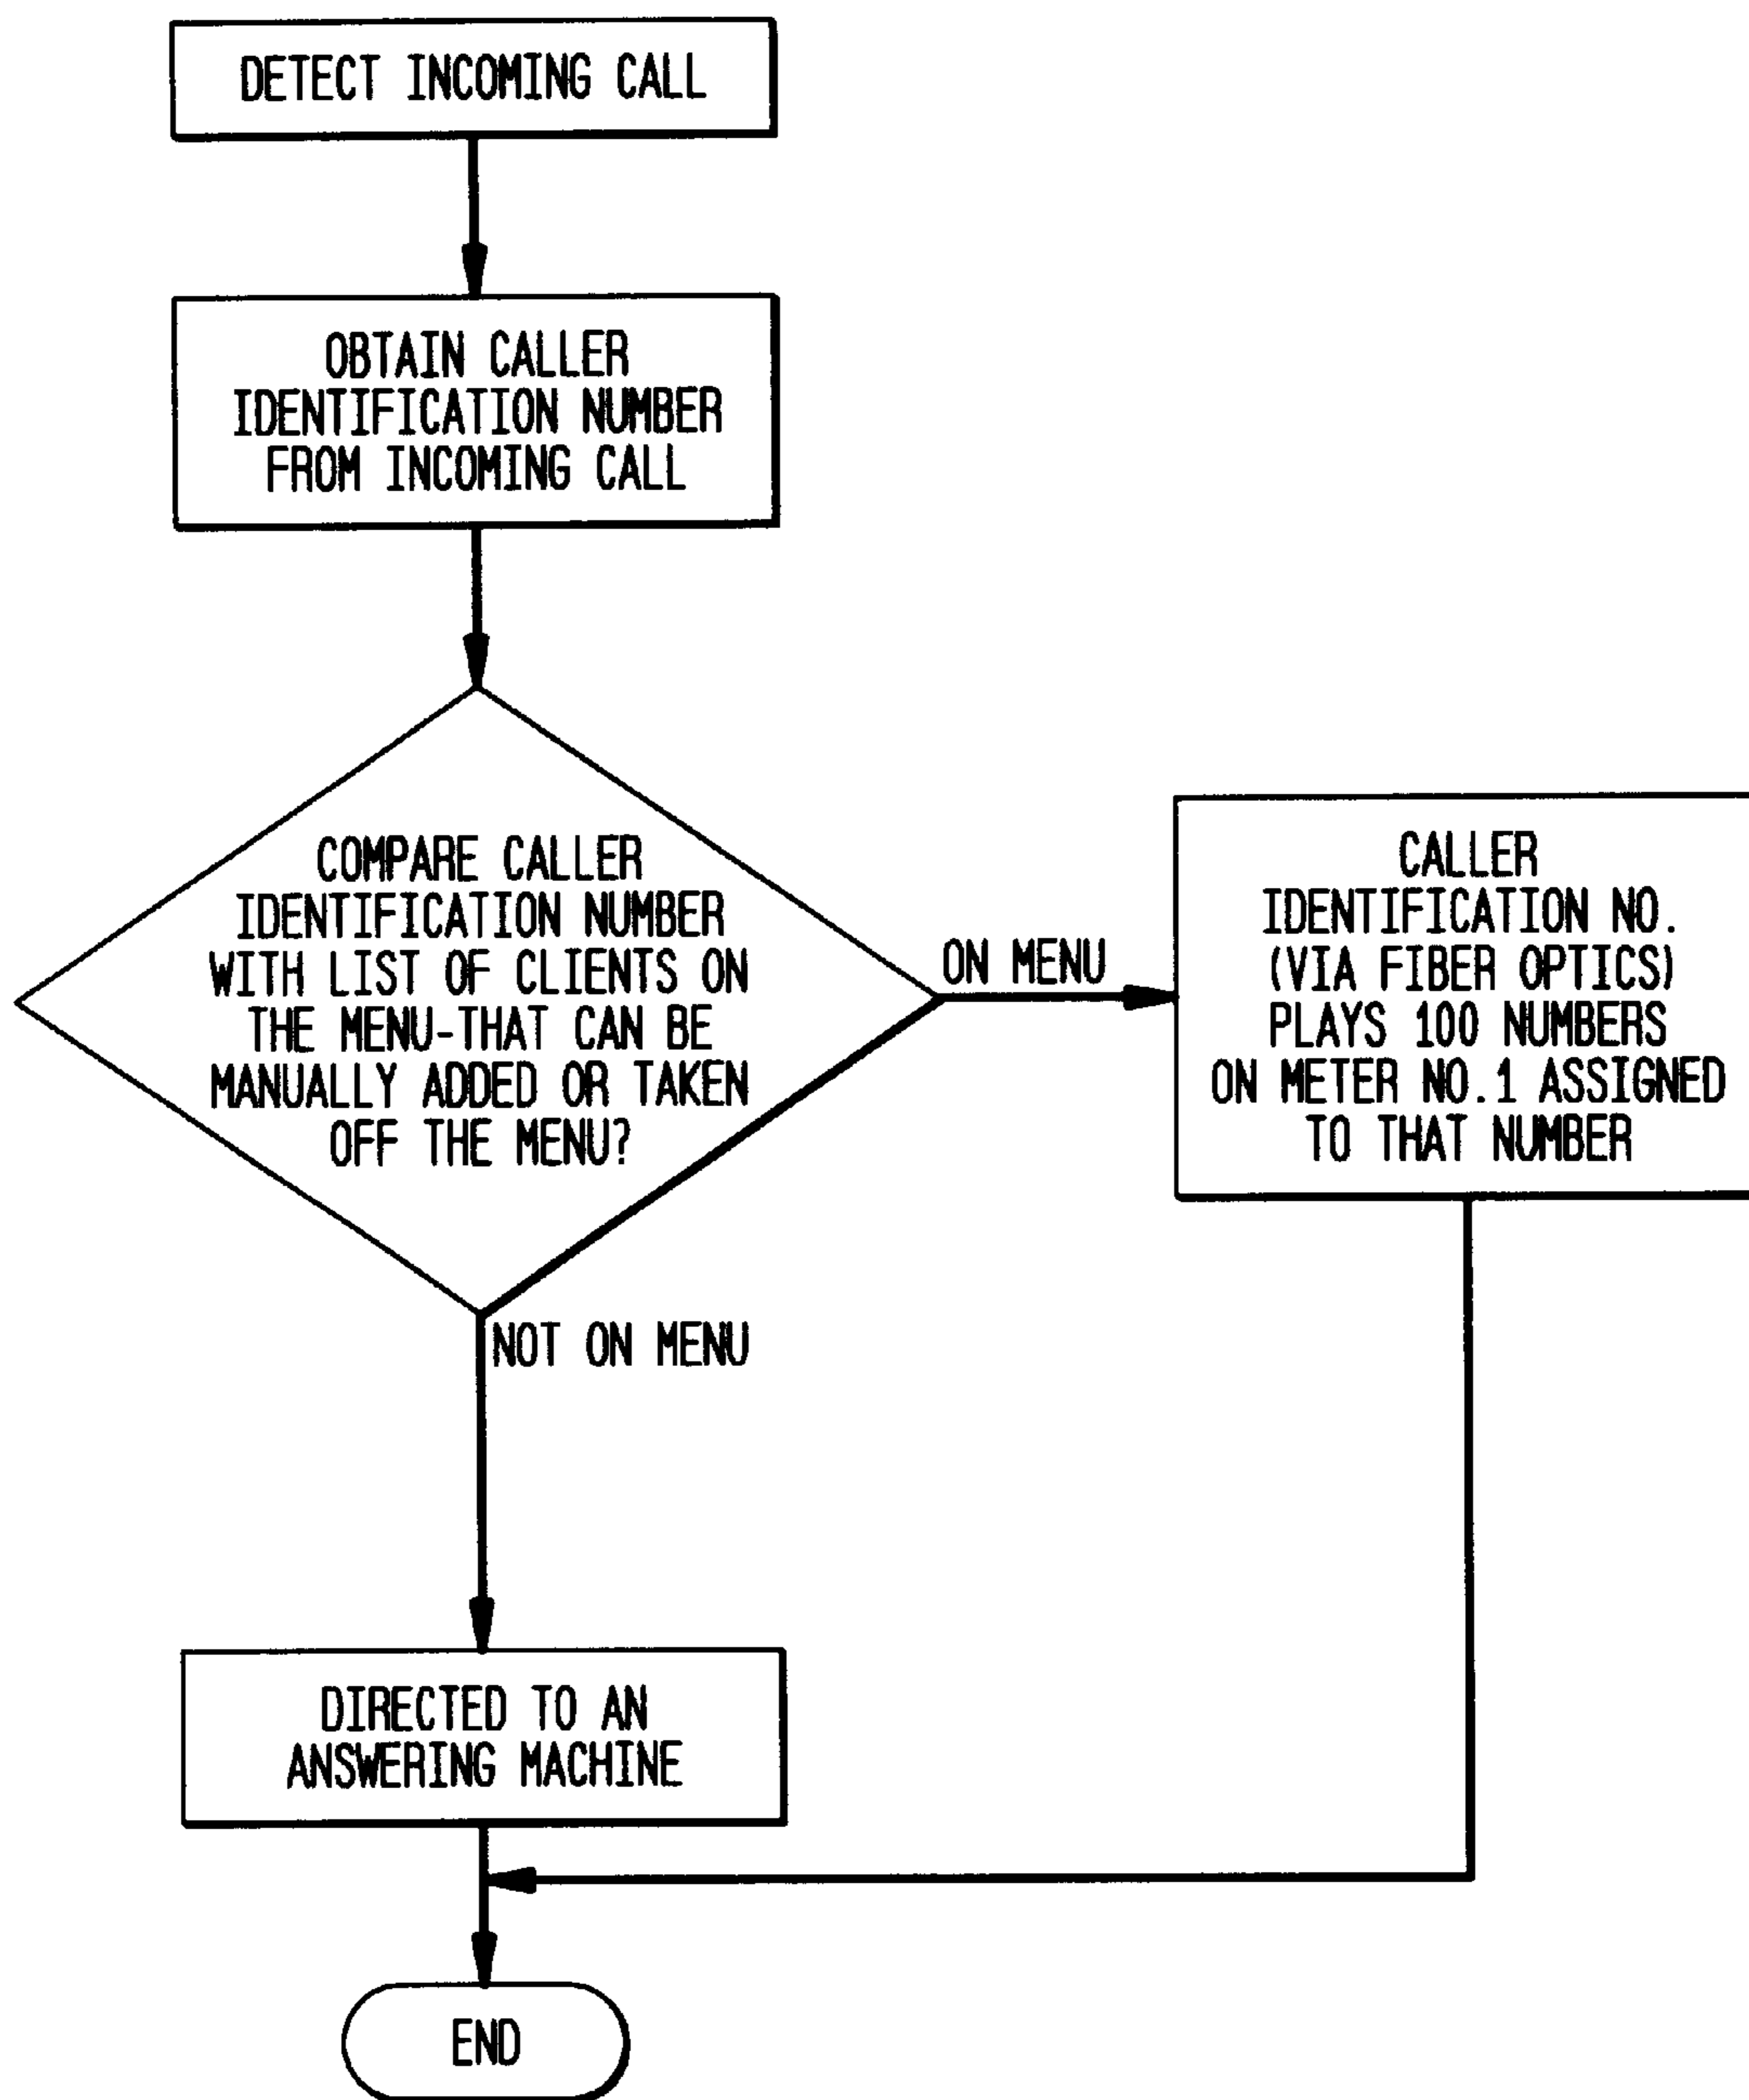 DETECT INCOMING CALL
OBTAIN CALLER
IDENTIFICATION NUMBER
FROM INCOMING CALL
COMPARE CALLER
IDENTIFICATION NUMBER
WITH LIST OF CLIENTS ON
THE MENU-THAT CAN BE
MANUALLY ADDED OR TAKEN
OFF THE MENU?
ON MENU
CALLER
IDENTIFICATION NO.
(VIA FIBER OPTICS)
PLAYS 100 NUMBERS
ON METER NO.1 ASSIGNED
TO THAT NUMBER
NOT ON MENU
DIRECTED TO AN
ANSWERING MACHINE
END